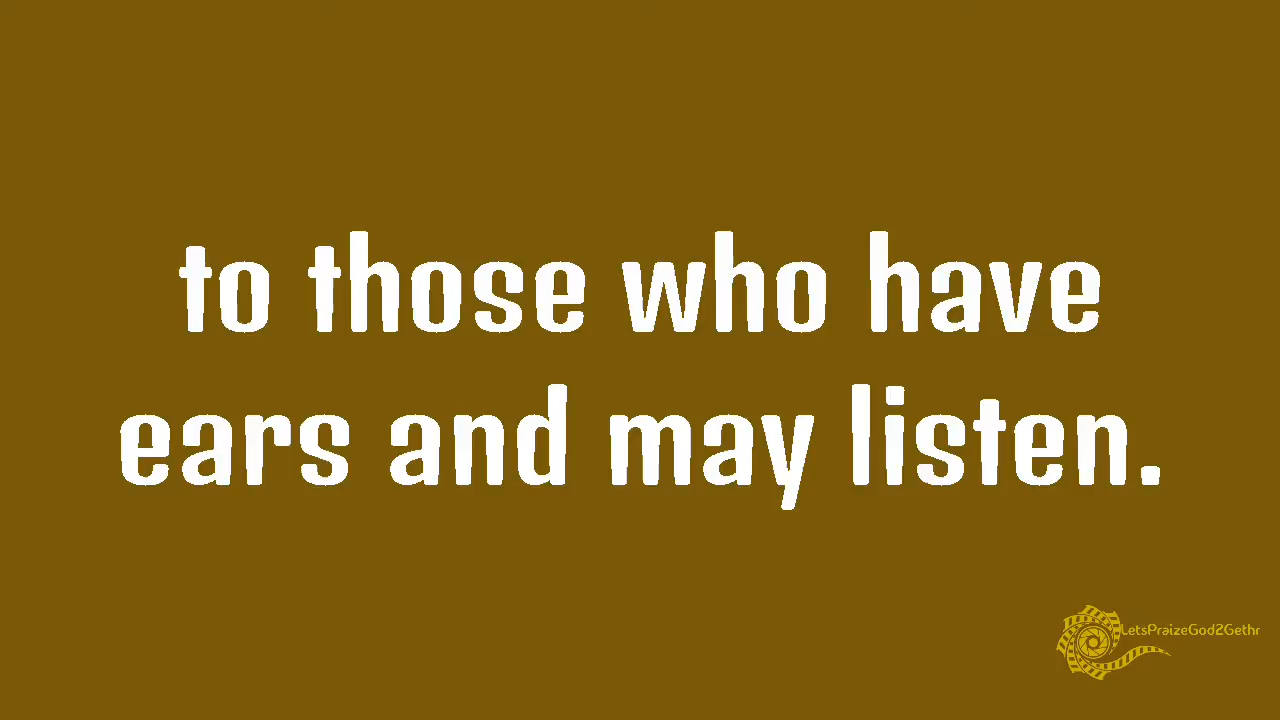 to those who have
ears and may listen.
LetsPraizeGod2Gethr